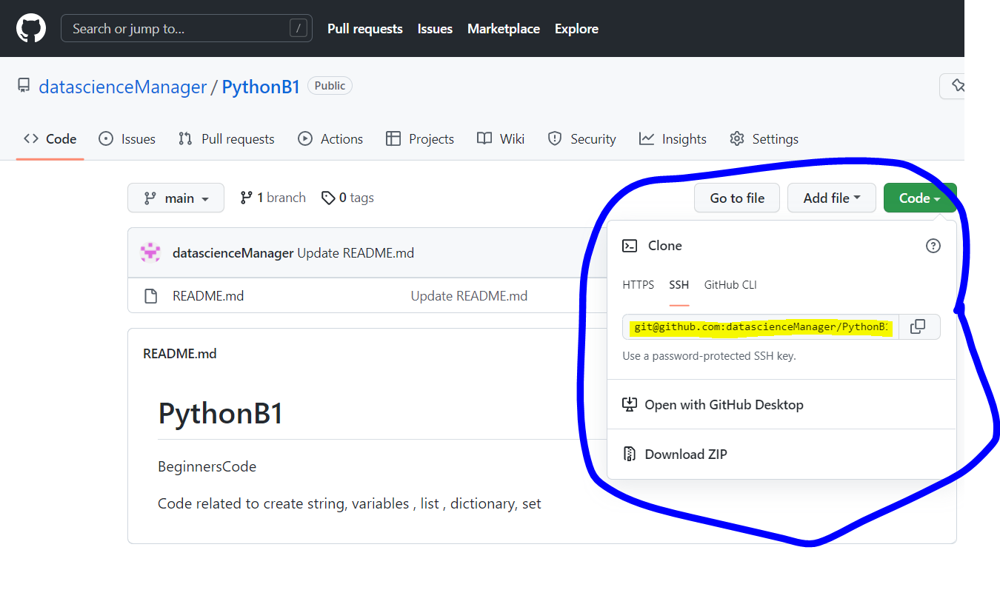 Search or jump to... /
Pull requests Issues Marketplace Explore
datascienceManager / PythonB1 Public
Code Issues Pull requests Actions Projects Wiki Security Insights Settings
main 1 branch 0 tags Go to file Add file Code
datascienceManager Update README.md
README.md Update README.md
Clone
HTTPS SSH GitHub CLI
git@github.com:datascienceManager/PythonB1
Use a password-protected SSH key.
Open with GitHub Desktop
Download ZIP
README.md
PythonB1
BeginnersCode
Code related to create string, variables , list , dictionary, set